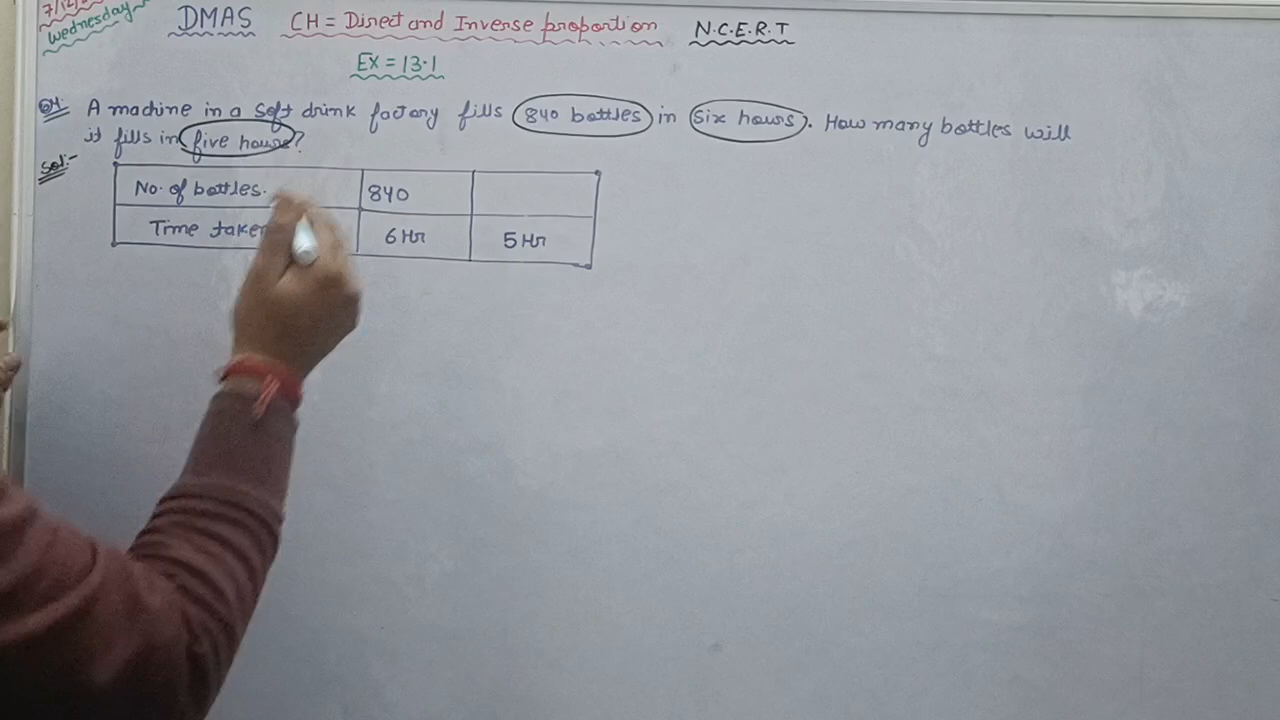 7/12/
Wednesday
DMAS CH = Direct and Inverse proportion N.C.E.R.T
EX = 13.1
Q4:- A machine in a soft drink factory fills 840 bottles in six hours. How many bottles will
it fills in five hours?
Sol:-
No. of bottles. 840
Time taken 6 Hr 5 Hr